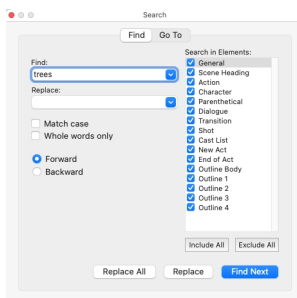 Search
Find Go To
Find:
trees
Replace:
Match case
Whole words only
Forward
Backward
Search in Elements:
General
Scene Heading
Action
Character
Parenthetical
Dialogue
Transition
Shot
Cast List
New Act
End of Act
Outline Body
Outline 1
Outline 2
Outline 3
Outline 4
Include All Exclude All
Replace All Replace Find Next